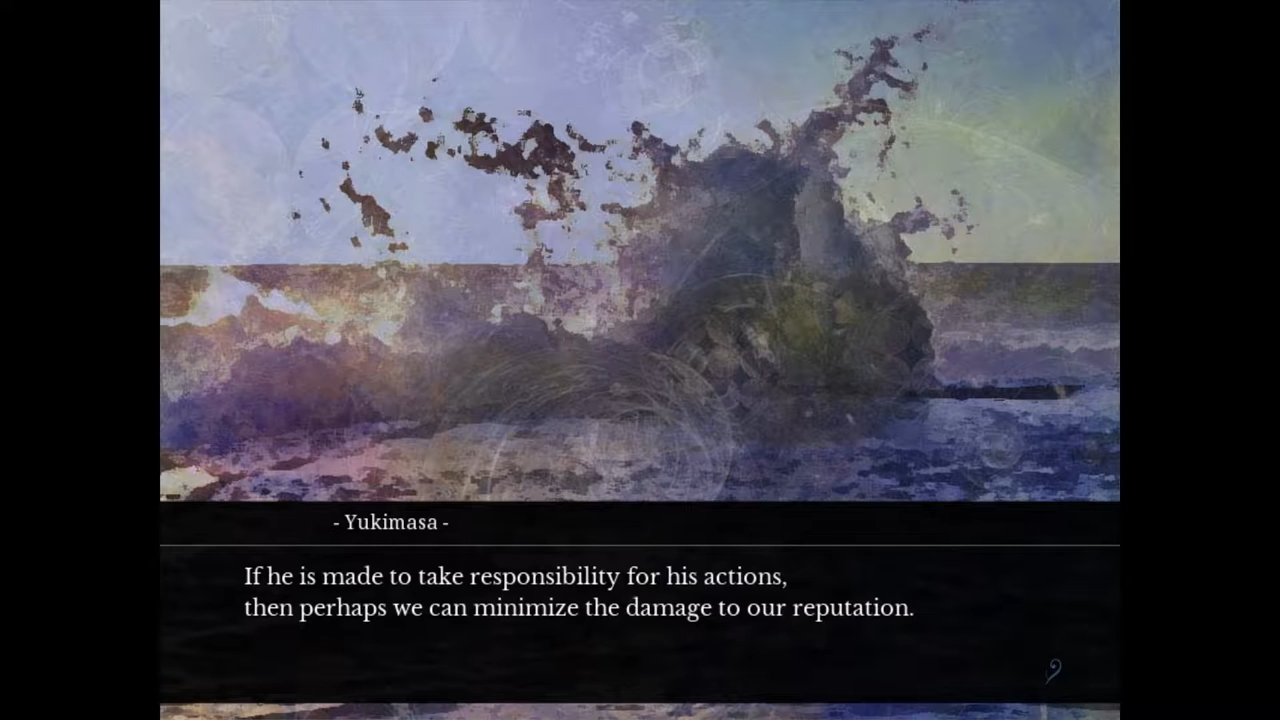 - Yukimasa -
If he is made to take responsibility for his actions,
then perhaps we can minimize the damage to our reputation.